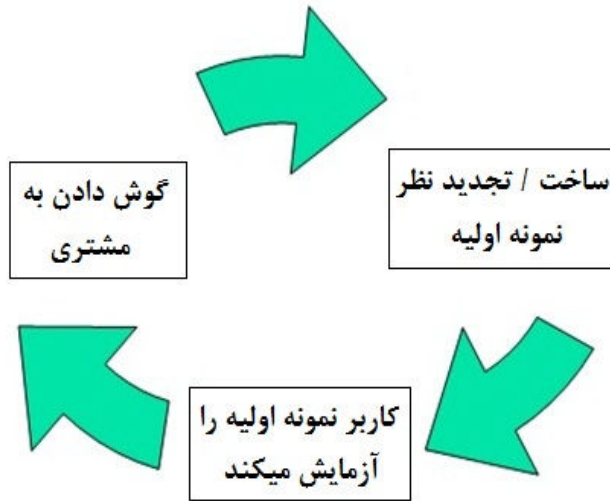 گوش دادن به
مشتری
ساخت / تجدید نظر
نمونه اولیه
کاربر نمونه اولیه را
آزمایش میکند